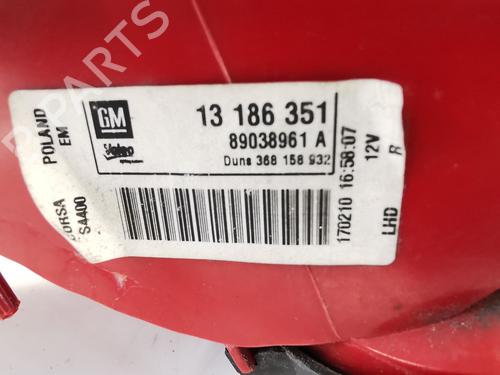 POLAND
EM
GM
Valeo
13 186 351
89038961 A
Duns 368 158 932
CORSA
S4400
170210 16:58:07
12V
R
LHD
B-PARTS